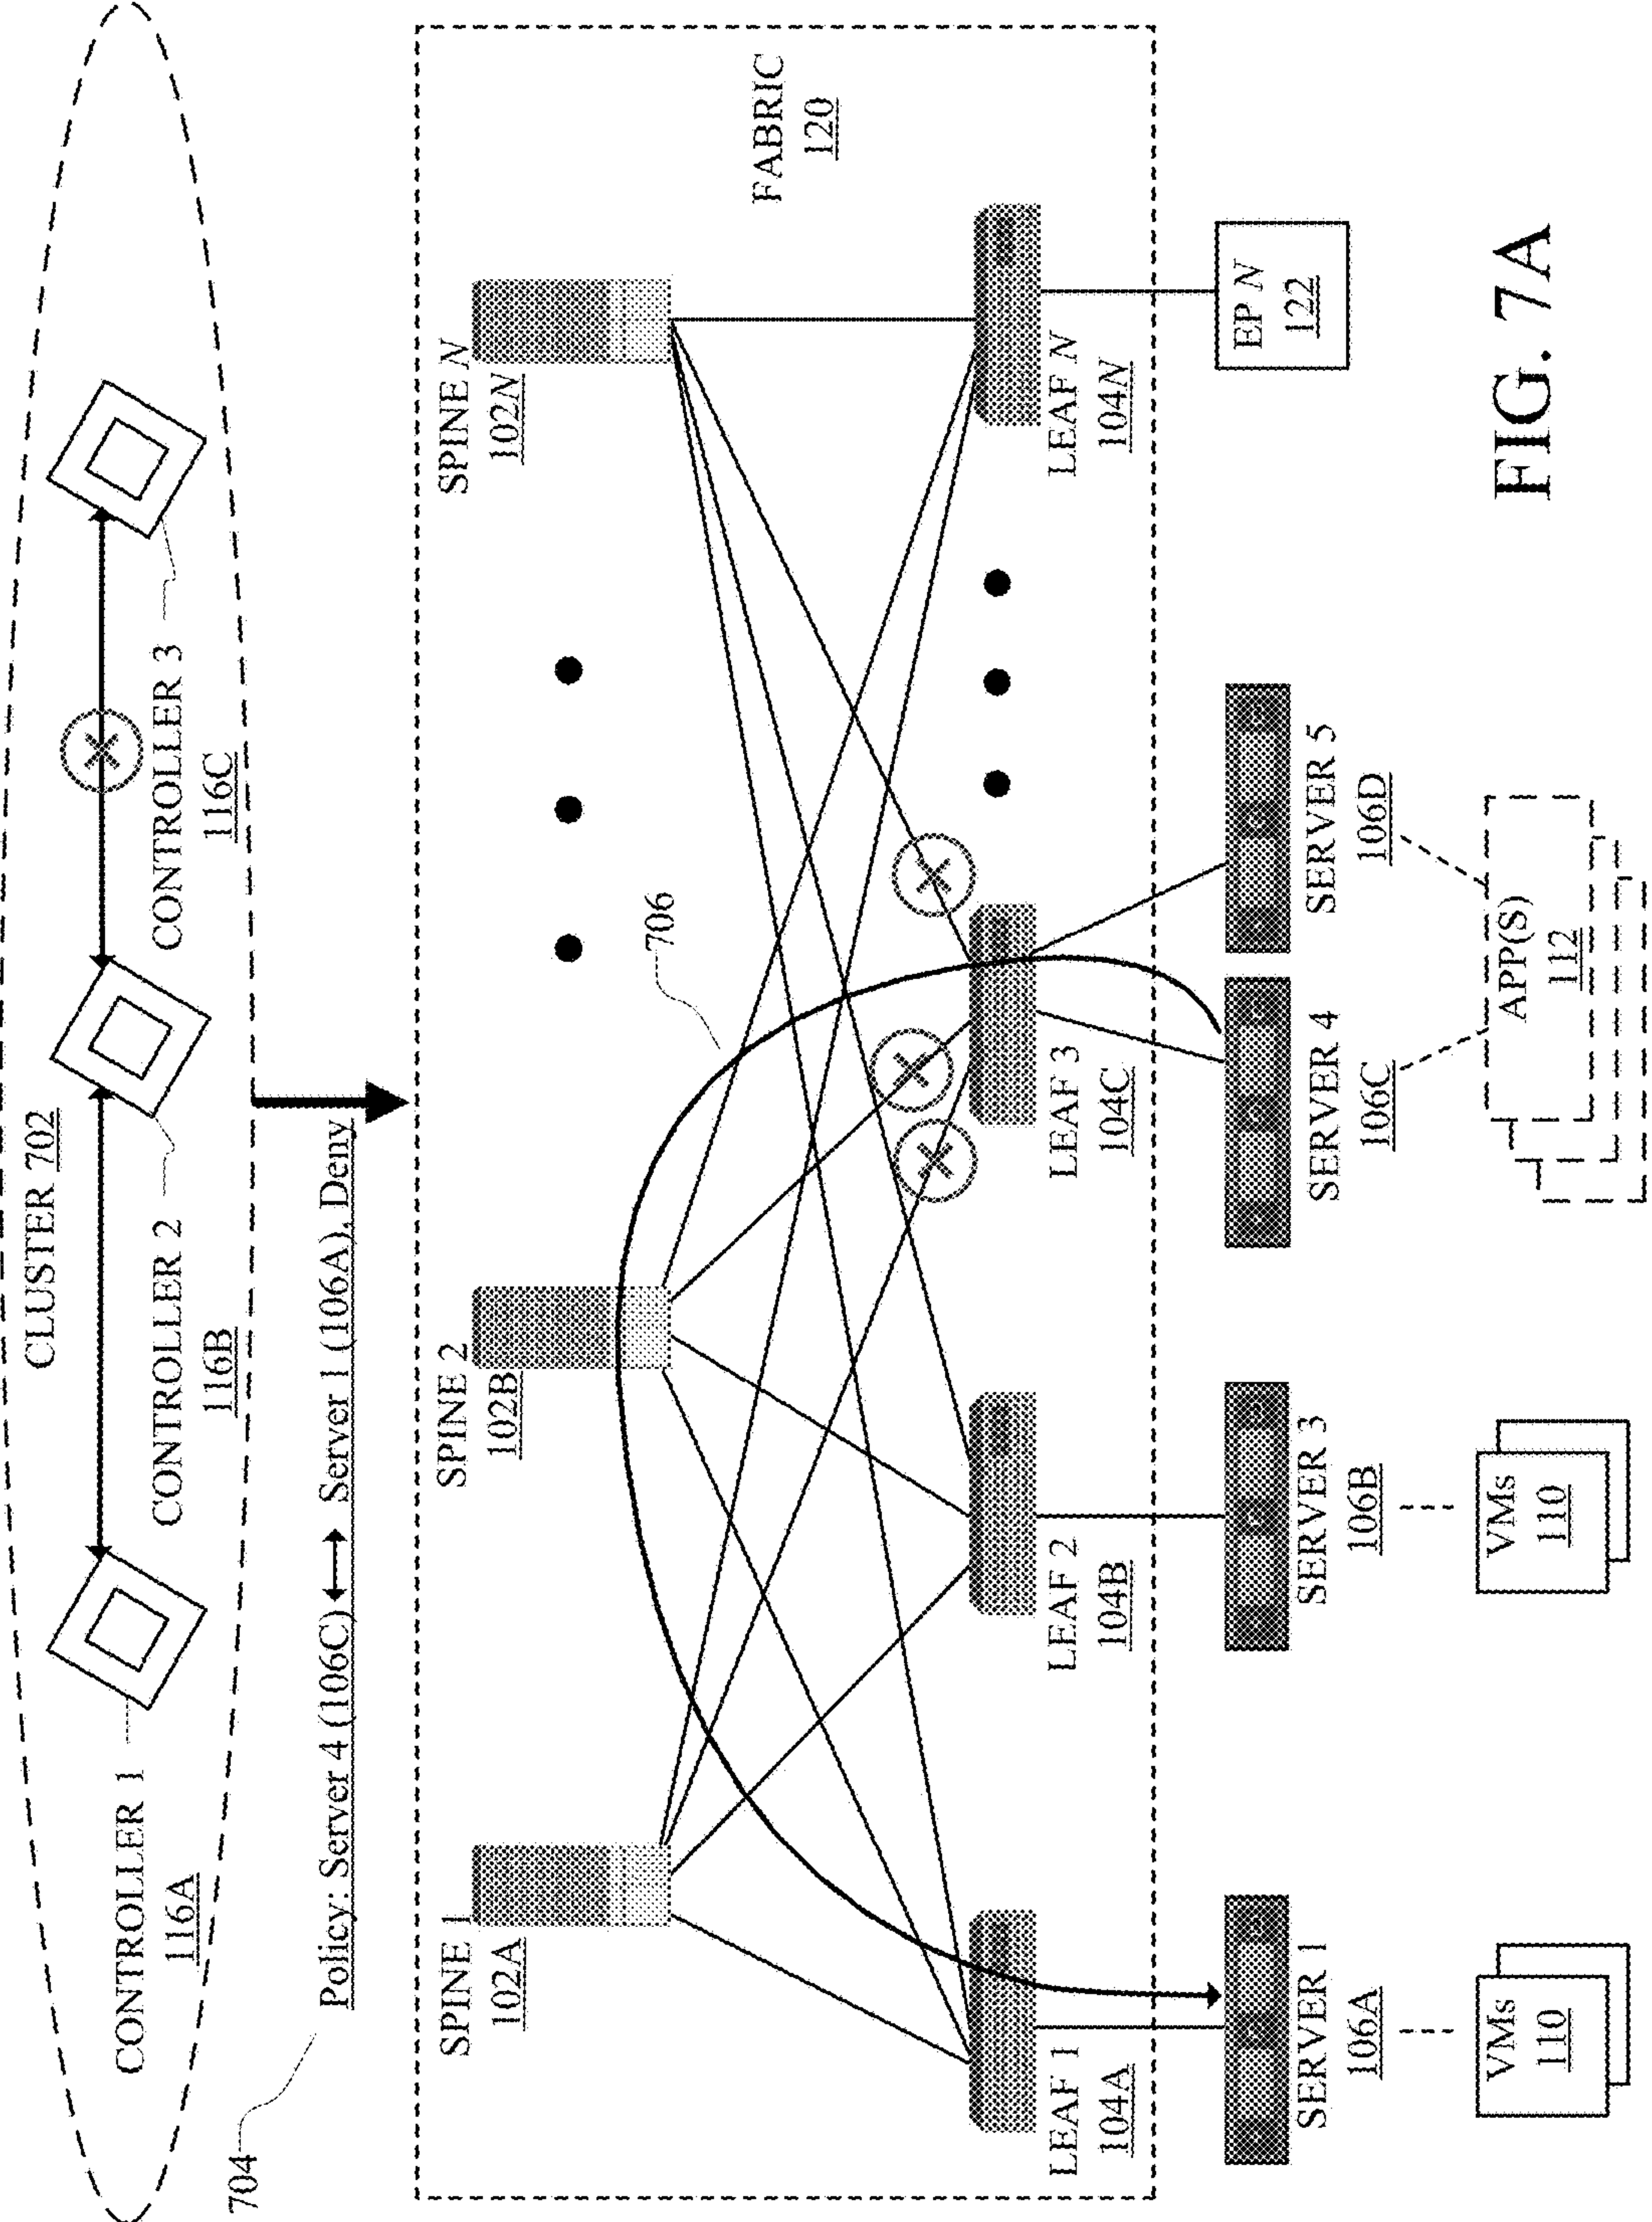 CLUSTER 702
CONTROLLER 1
116A
CONTROLLER 2
116B
CONTROLLER 3
116C
704
Policy: Server 4 (106C) ⟷ Server 1 (106A), Deny
SPINE 1
102A
SPINE 2
102B
SPINE N
102N
706
FABRIC
120
LEAF 1
104A
LEAF 2
104B
LEAF 3
104C
LEAF N
104N
SERVER 1
106A
SERVER 3
106B
SERVER 4
106C
SERVER 5
106D
EP N
122
VMs
110
VMs
110
APP(S)
112
FIG. 7A